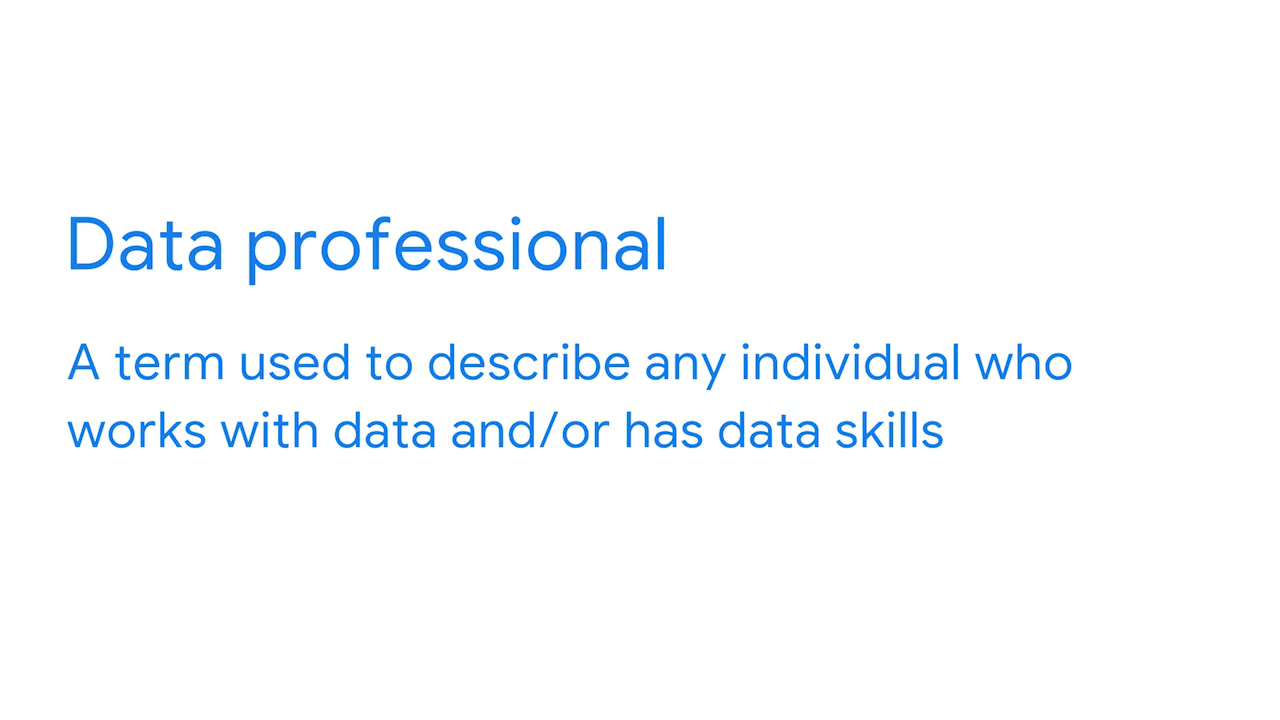 Data professional
A term used to describe any individual who
works with data and/or has data skills